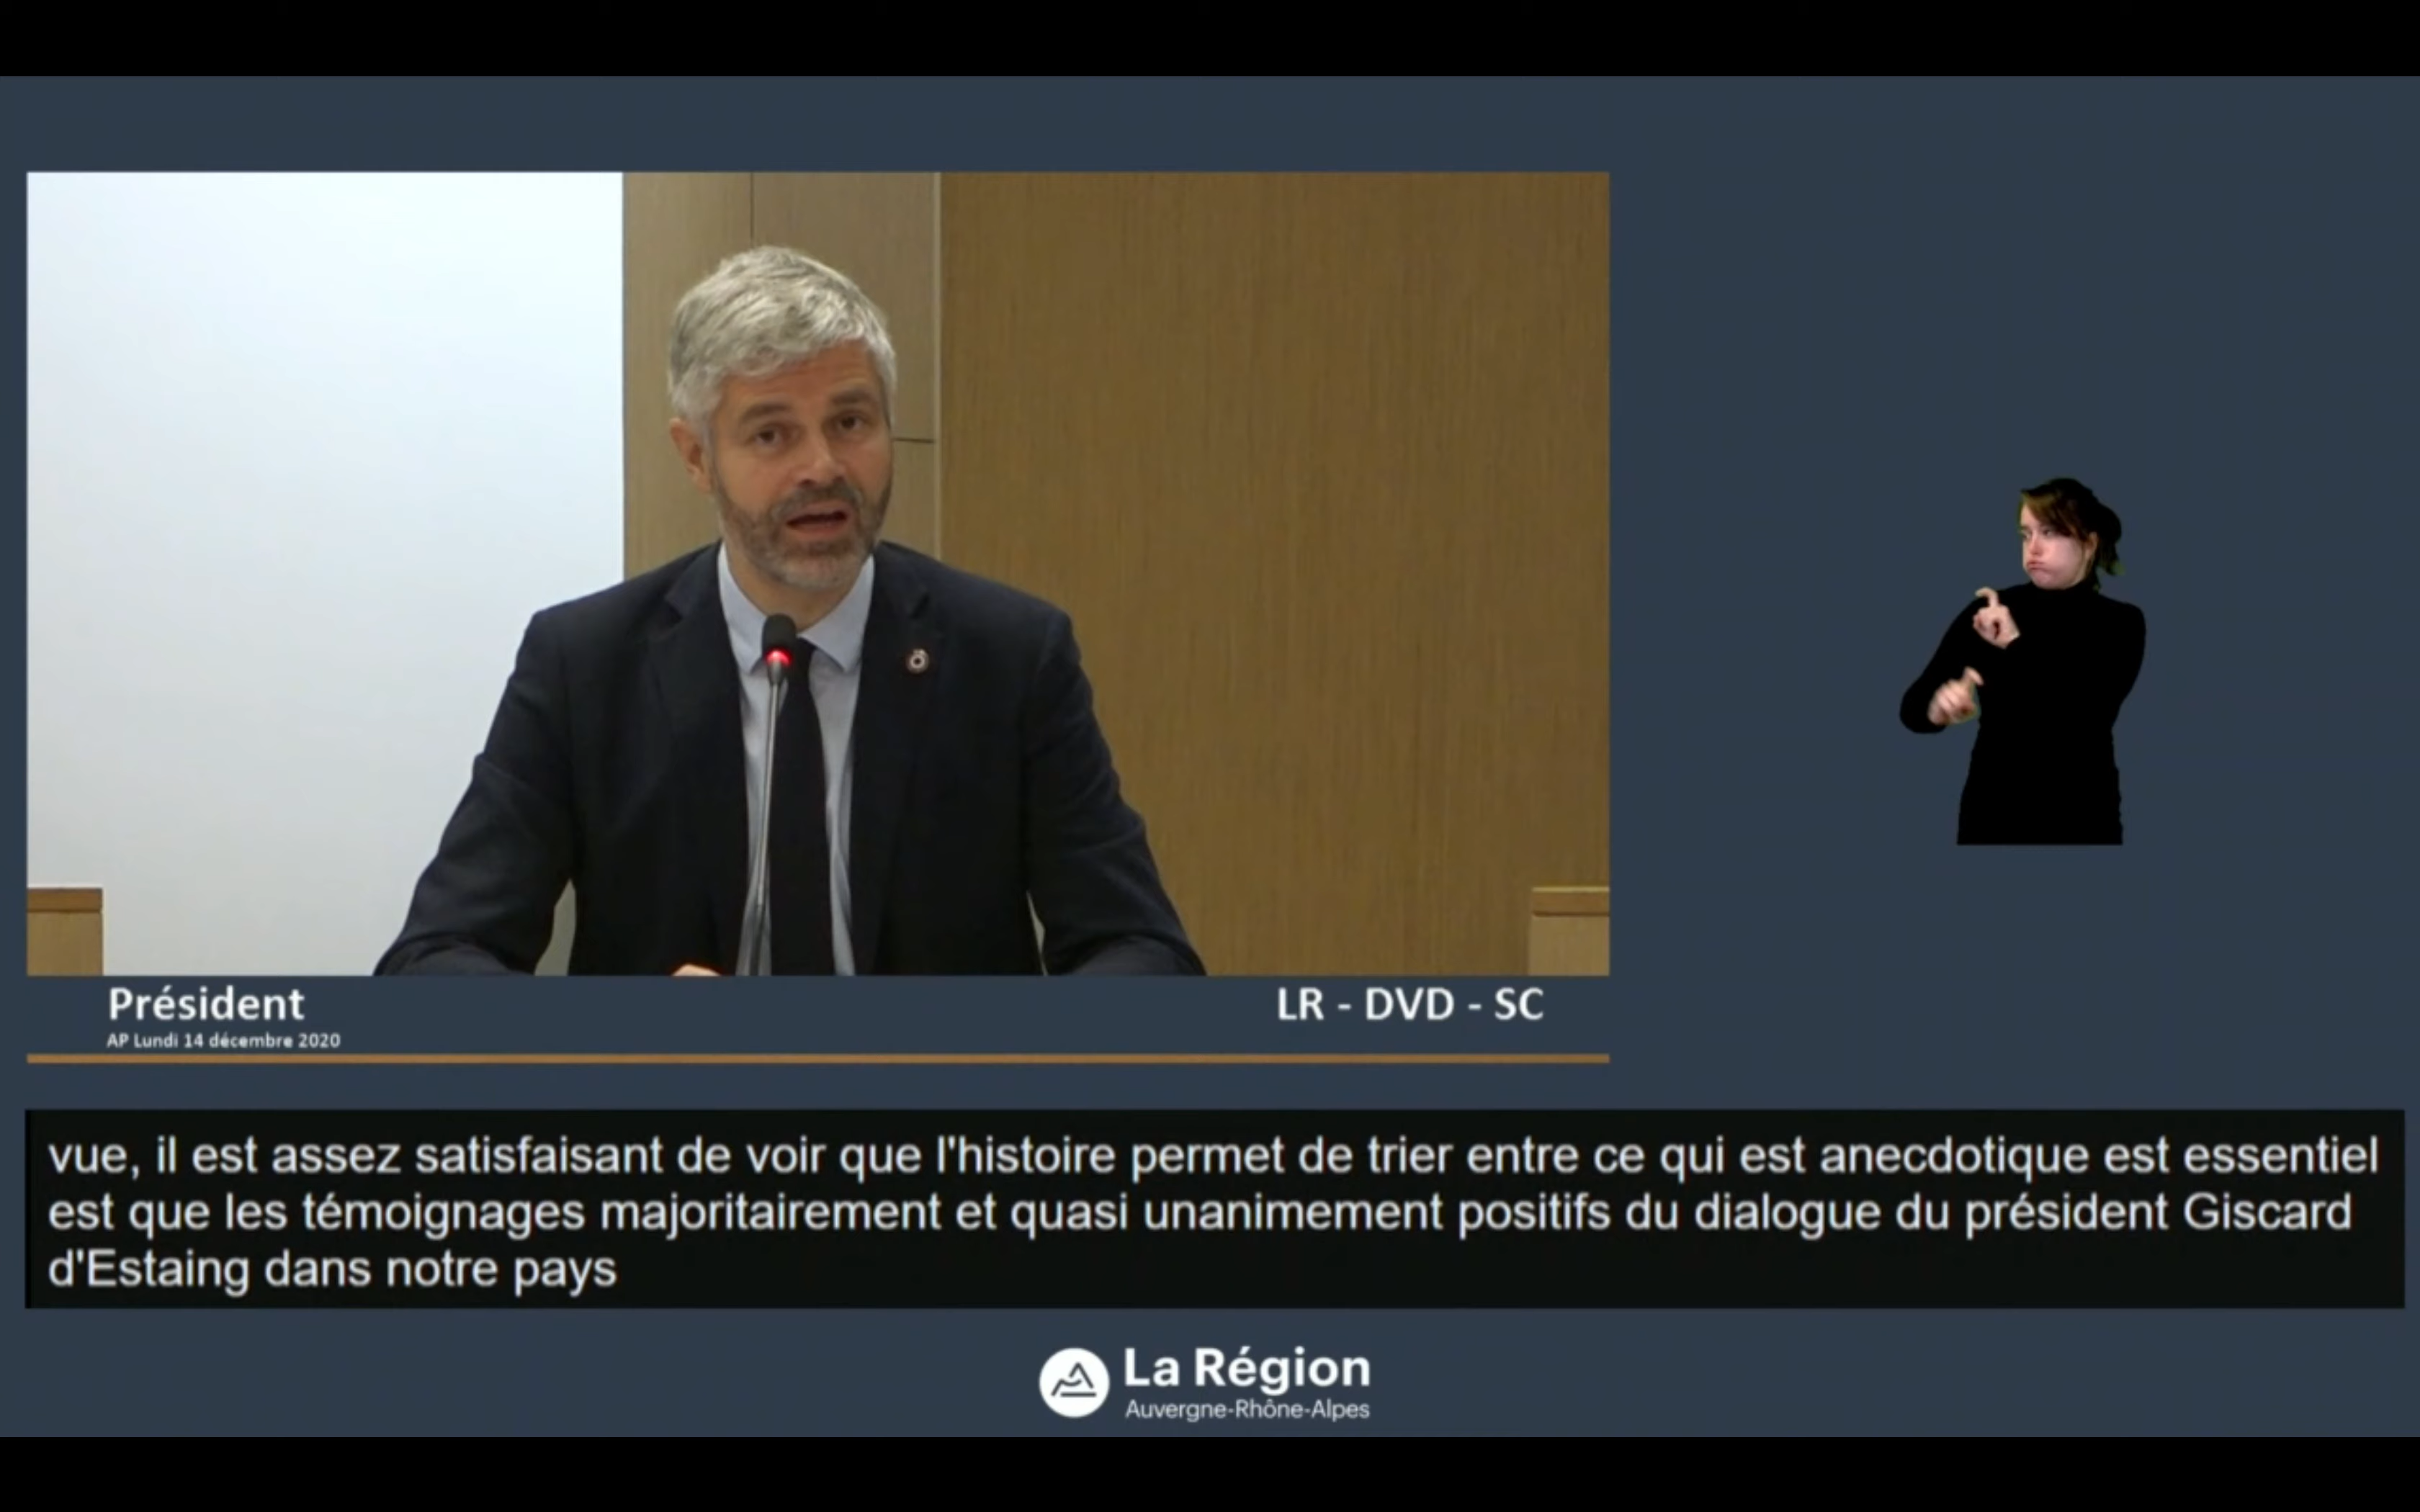 Président
LR - DVD - SC
AP Lundi 14 décembre 2020
vue, il est assez satisfaisant de voir que l'histoire permet de trier entre ce qui est anecdotique est essentiel
est que les témoignages majoritairement et quasi unanimement positifs du dialogue du président Giscard
d'Estaing dans notre pays
La Région
Auvergne-Rhône-Alpes